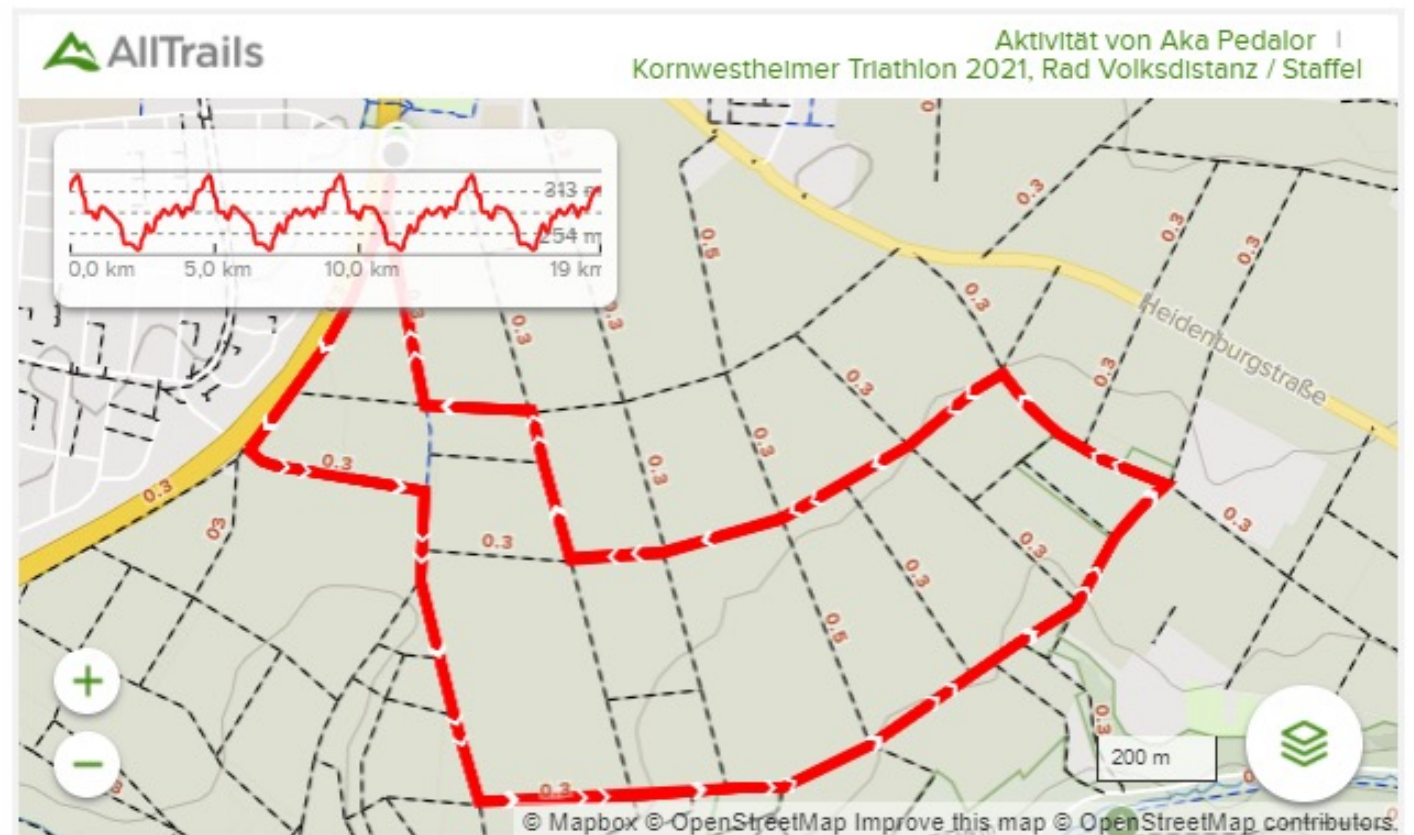 AllTrails
Aktivität von Aka Pedalor |
Kornwestheimer Triathlon 2021, Rad Volksdistanz / Staffel
313 m
254 m
0,0 km 5,0 km 10,0 km 19 km
0.3
0.3
0.3
0.5
0.3
0.3
0.3
0.3
Heidenburgstraße
0.3
0.3
0.3
0.3
0.3
0.3
0.3
0.3
0.3
0.3
0.3
0.5
0.3
0.3
+
−
200 m
© Mapbox © OpenStreetMap Improve this map © OpenStreetMap contributors.